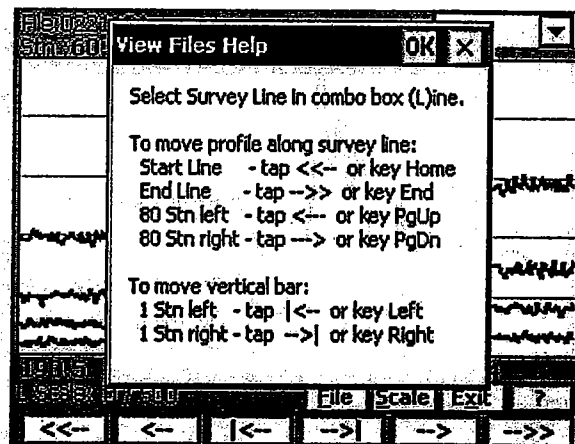 View Files Help OK
Select Survey Line in combo box (L)ine.
To move profile along survey line:
Start Line - tap <<-- or key Home
End Line - tap -->> or key End
80 Stn left - tap <--- or key PgUp
80 Stn right - tap ---> or key PgDn
To move vertical bar:
1 Stn left - tap |<-- or key Left
1 Stn right - tap -->| or key Right
File Scale Exit ?
<<-- <-- |<-- -->| --> -->>